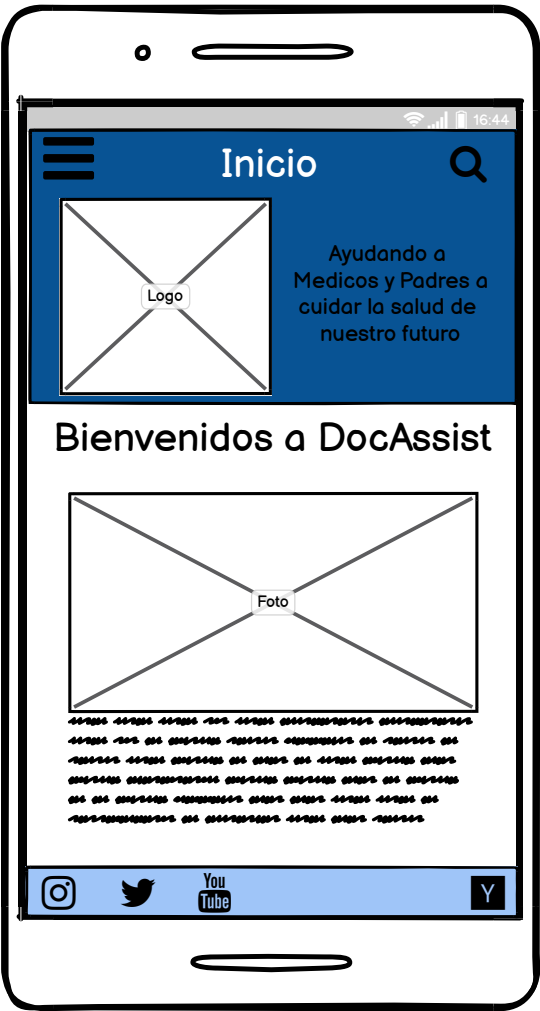 16:44
Inicio
Logo
Ayudando a
Medicos y Padres a
cuidar la salud de
nuestro futuro
Bienvenidos a DocAssist
Foto
You
Tube
Y